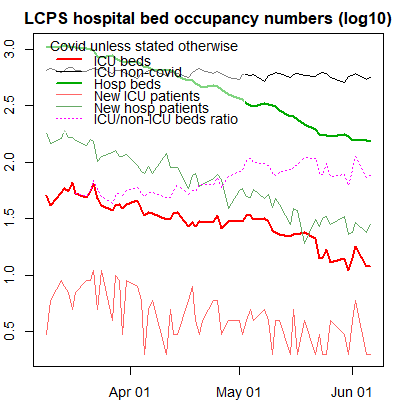 LCPS hospital bed occupancy numbers (log10)
Covid unless stated otherwise
ICU beds
ICU non-covid
Hosp beds
New ICU patients
New hosp patients
ICU/non-ICU beds ratio
3.0
2.5
2.0
1.5
1.0
0.5
Apr 01 May 01 Jun 01